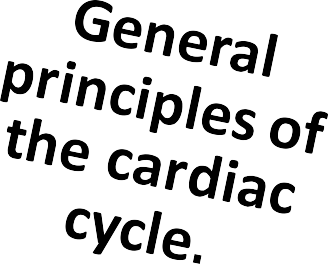 General
principles of
the cardiac
cycle.